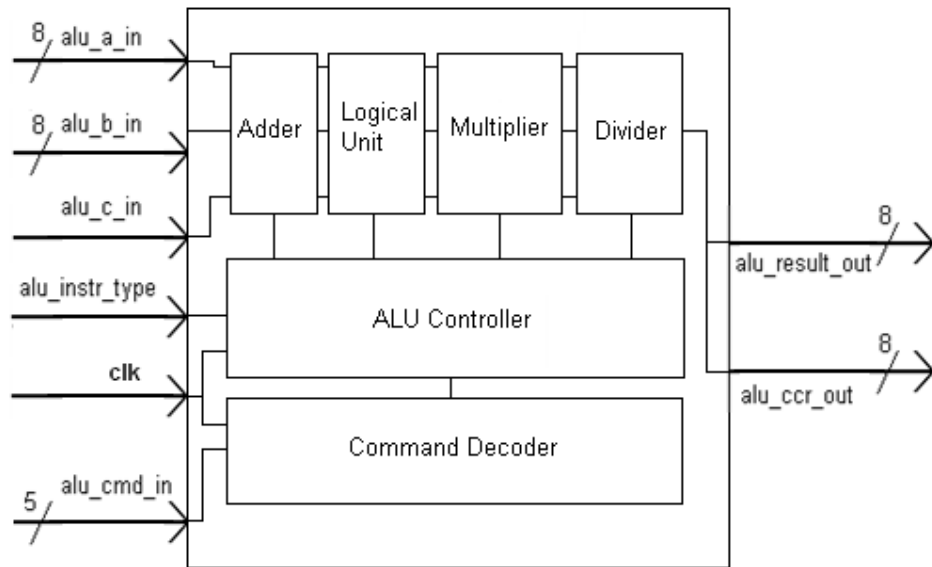 8
alu_a_in
8
alu_b_in
alu_c_in
alu_instr_type
clk
5
alu_cmd_in
Adder
Logical
Unit
Multiplier
Divider
ALU Controller
Command Decoder
8
alu_result_out
8
alu_ccr_out